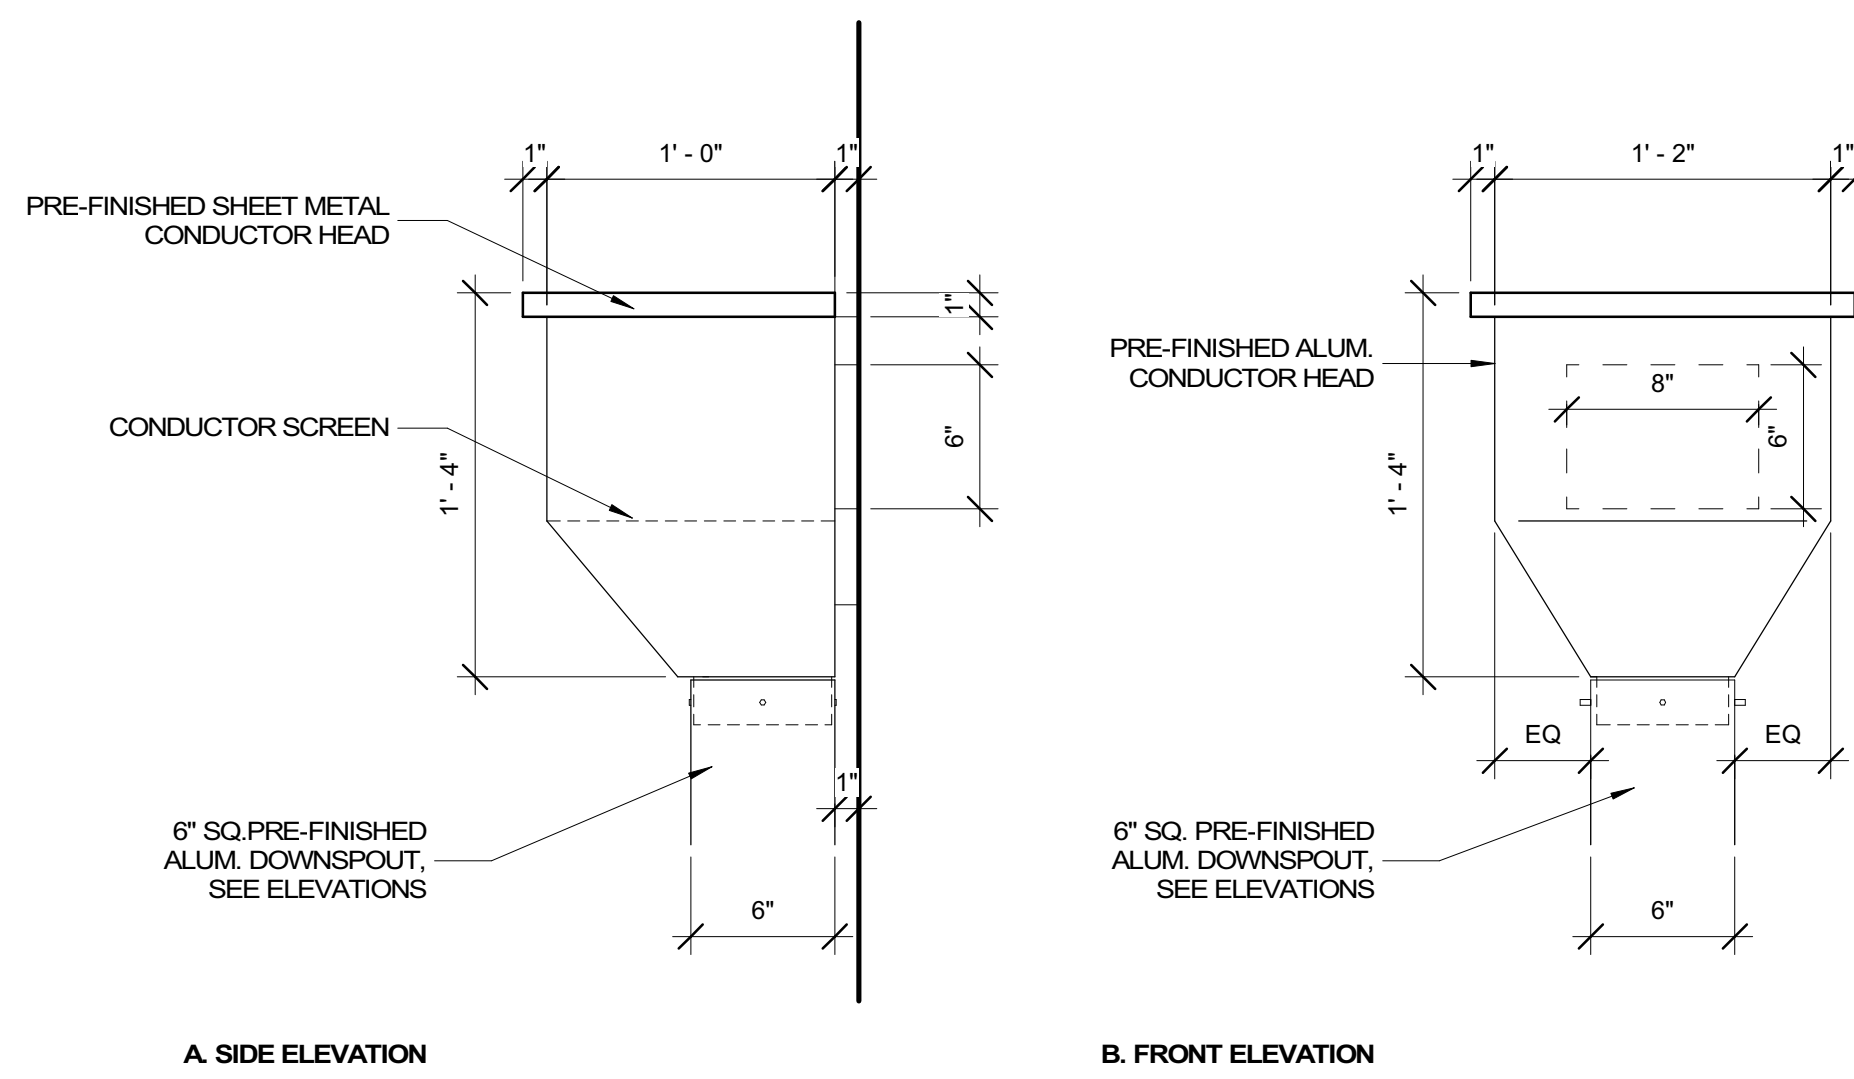 1"
1' - 0"
1"
PRE-FINISHED SHEET METAL
CONDUCTOR HEAD
1"
CONDUCTOR SCREEN
6"
1' - 4"
1"
6" SQ.PRE-FINISHED
ALUM. DOWNSPOUT,
SEE ELEVATIONS
6"
A. SIDE ELEVATION
1"
1' - 2"
1"
PRE-FINISHED ALUM.
CONDUCTOR HEAD
8"
6"
1' - 4"
EQ
EQ
6" SQ. PRE-FINISHED
ALUM. DOWNSPOUT,
SEE ELEVATIONS
6"
B. FRONT ELEVATION